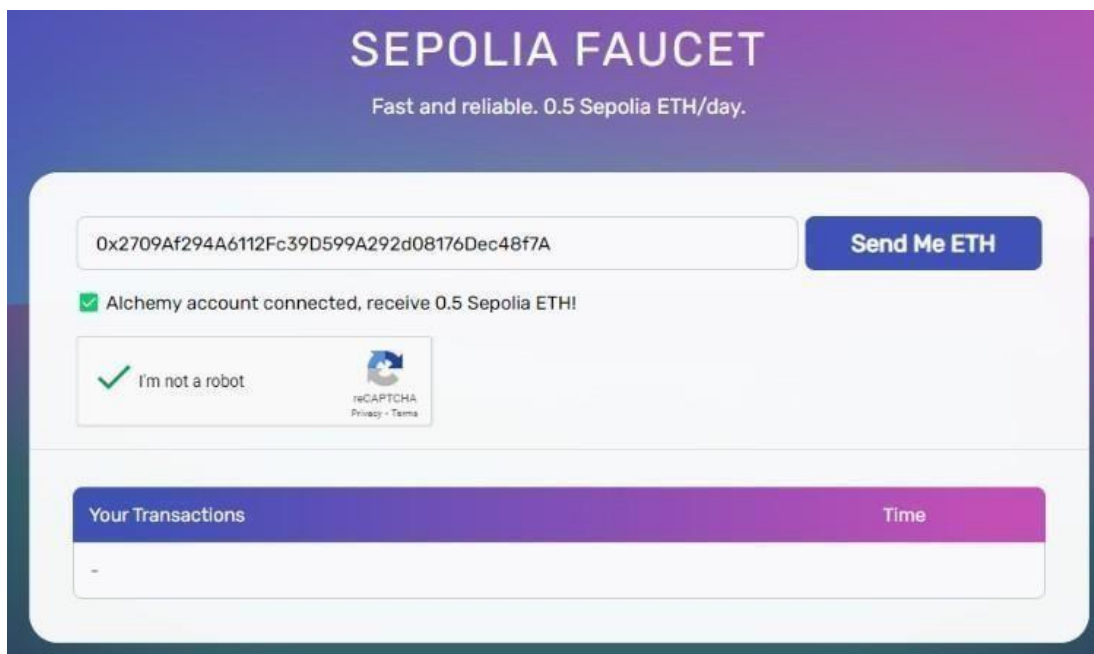 SEPOLIA FAUCET
Fast and reliable. 0.5 Sepolia ETH/day.
0x2709Af294A6112Fc39D599A292d08176Dec48f7A
Send Me ETH
Alchemy account connected, receive 0.5 Sepolia ETH!
I'm not a robot
reCAPTCHA
Privacy - Terms
Your Transactions
Time
-